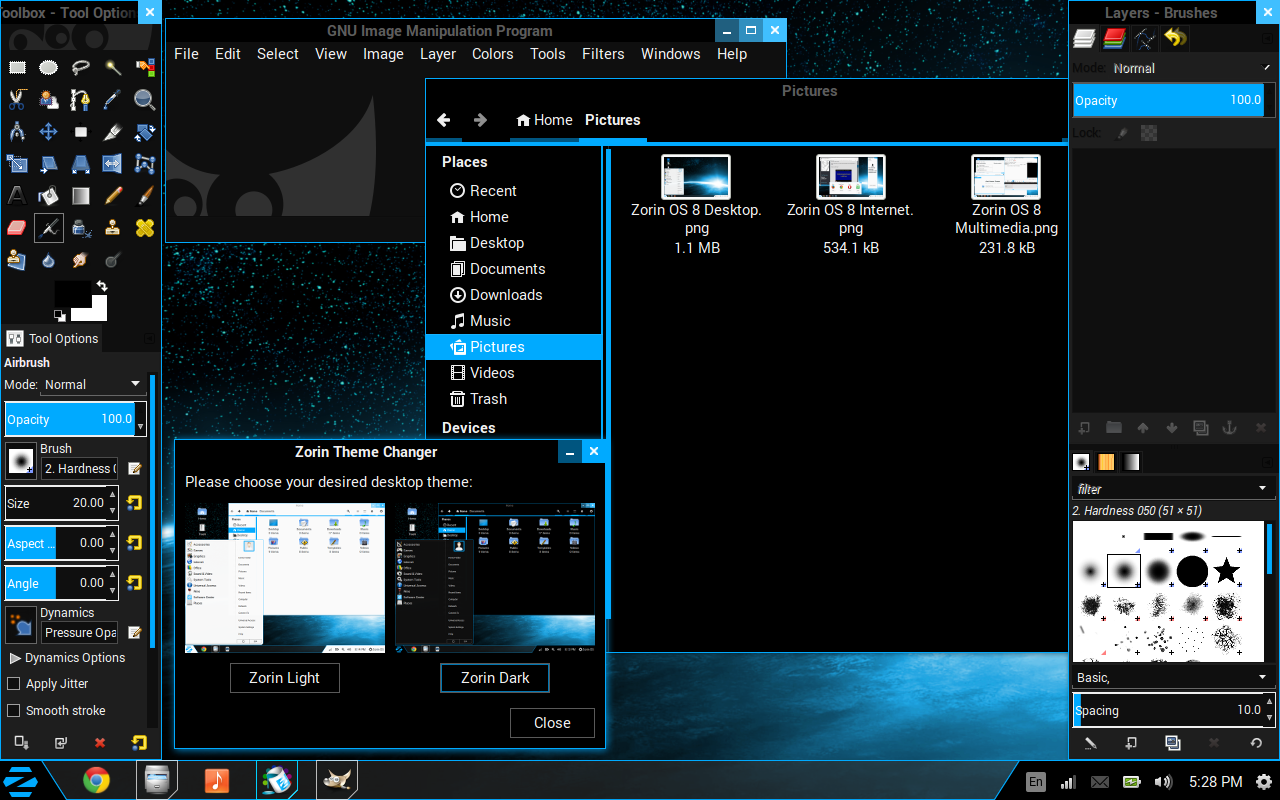 Toolbox - Tool Option
GNU Image Manipulation Program
File Edit Select View Image Layer Colors Tools Filters Windows Help
Layers - Brushes
Mode: Normal
Opacity 100.0
Lock:
Pictures
Home Pictures
Places
Recent
Home
Desktop
Documents
Downloads
Music
Pictures
Videos
Trash
Devices
Zorin OS 8 Desktop.
png
1.1 MB
Zorin OS 8 Internet.
png
534.1 kB
Zorin OS 8
Multimedia.png
231.8 kB
Tool Options
Airbrush
Mode: Normal
Opacity 100.0
Brush
2. Hardness 0
Size 20.00
Aspect ... 0.00
Angle 0.00
Dynamics
Pressure Opa
Dynamics Options
Apply Jitter
Smooth stroke
Zorin Theme Changer
Please choose your desired desktop theme:
Zorin Light
Zorin Dark
Close
filter
2. Hardness 050 (51 × 51)
Basic,
Spacing 10.0
En
5:28 PM